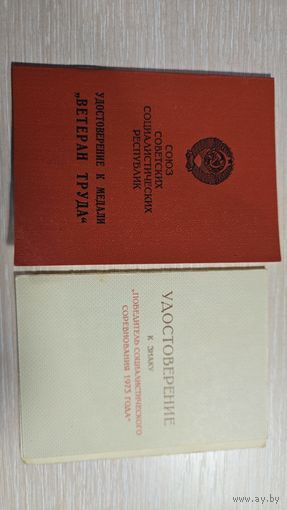 СОЮЗ
СОВЕТСКИХ
СОЦИАЛИСТИЧЕСКИХ
РЕСПУБЛИК
УДОСТОВЕРЕНИЕ К МЕДАЛИ
„ВЕТЕРАН ТРУДА“
УДОСТОВЕРЕНИЕ
К ЗНАКУ
„ПОБЕДИТЕЛЬ СОЦИАЛИСТИЧЕСКОГО
СОРЕВНОВАНИЯ 1973 ГОДА“
www.ay.by